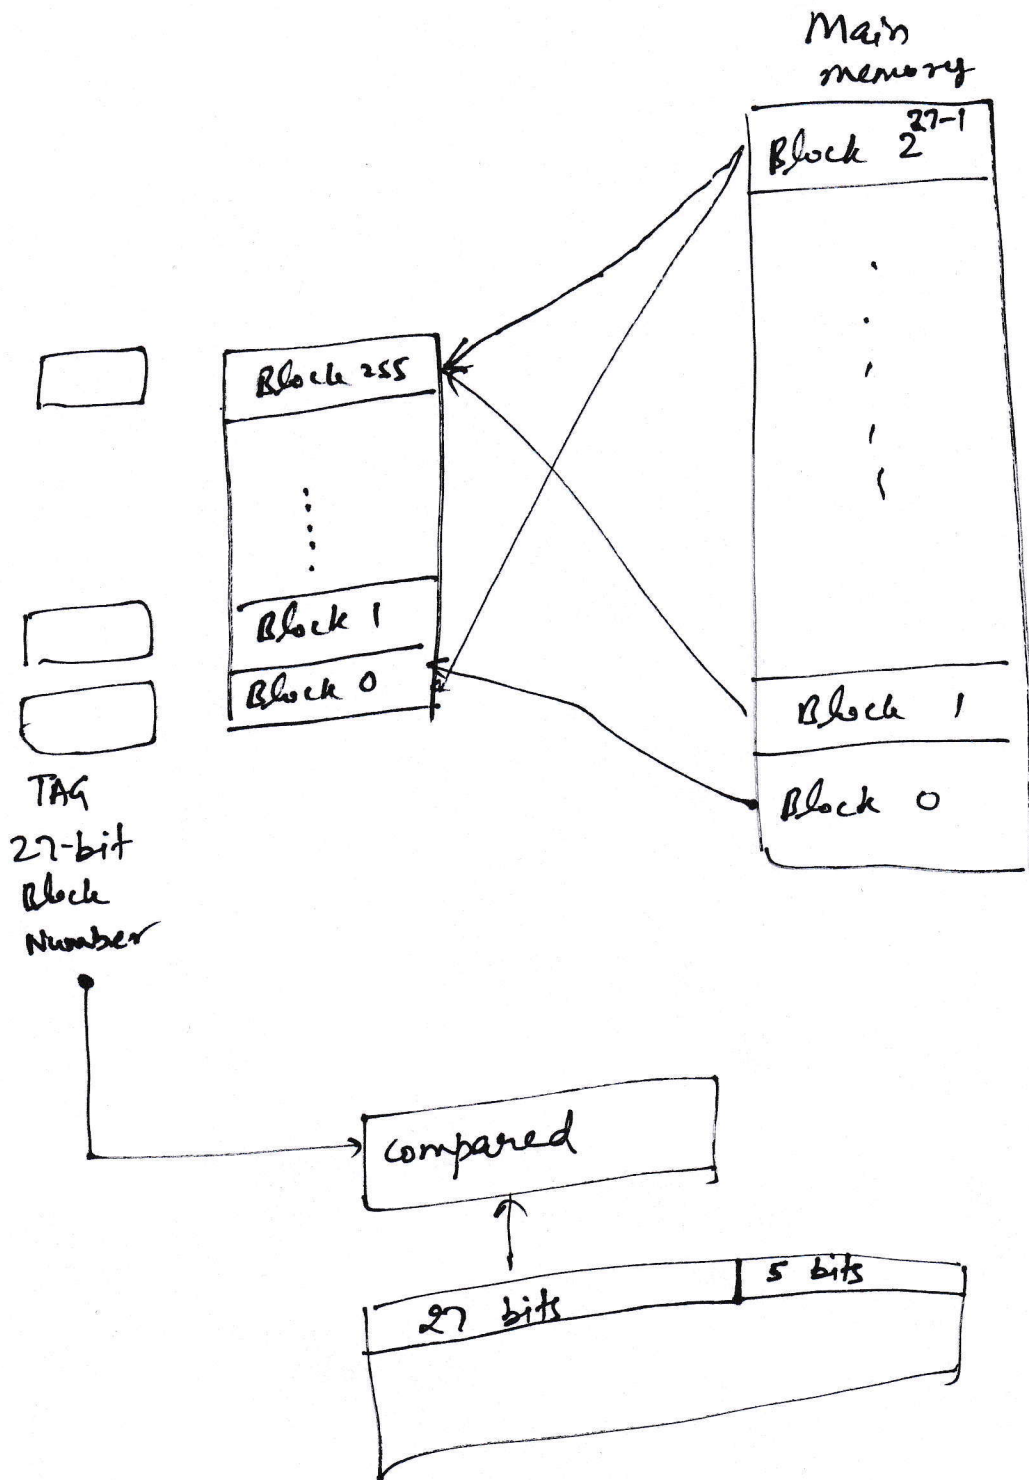 Main
memory
Block 2^27-1
Block 255
Block 1
Block 0
Block 1
Block 0
TAG
27-bit
Block
Number
compared
27 bits
5 bits